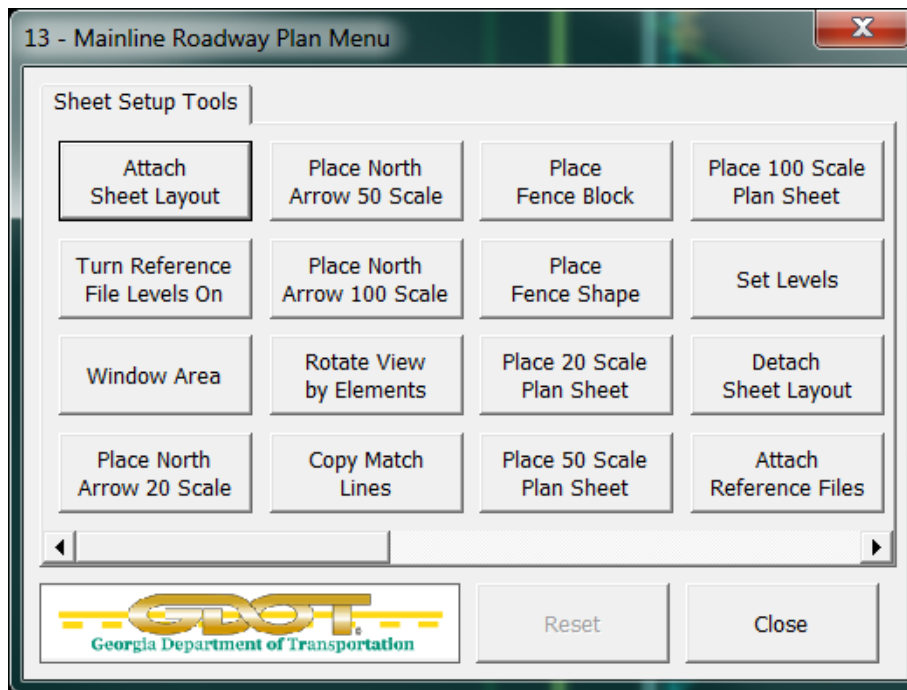 13 - Mainline Roadway Plan Menu
X
Sheet Setup Tools
Attach
Sheet Layout
Place North
Arrow 50 Scale
Place
Fence Block
Place 100 Scale
Plan Sheet
Turn Reference
File Levels On
Place North
Arrow 100 Scale
Place
Fence Shape
Set Levels
Window Area
Rotate View
by Elements
Place 20 Scale
Plan Sheet
Detach
Sheet Layout
Place North
Arrow 20 Scale
Copy Match
Lines
Place 50 Scale
Plan Sheet
Attach
Reference Files
GDOT
Georgia Department of Transportation
Reset
Close